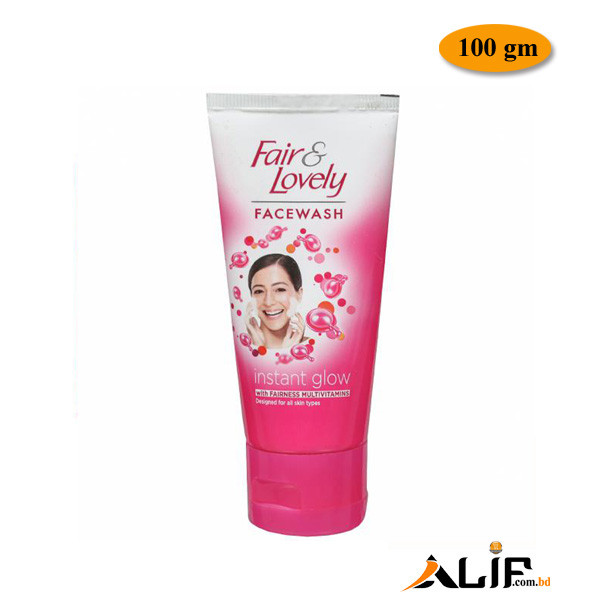 100 gm
Fair &
Lovely
FACEWASH
instant glow
with FAIRNESS MULTIVITAMINS
Designed for all skin types
ALIF
.com.bd